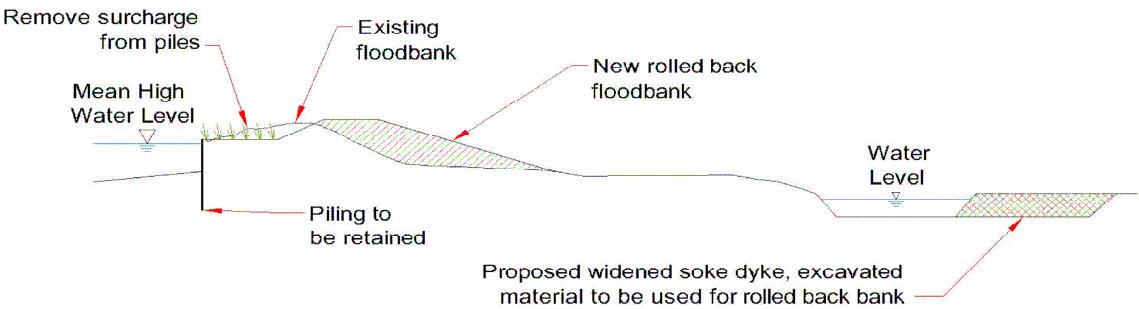 Remove surcharge
from piles
Existing
floodbank
New rolled back
floodbank
Mean High
Water Level
Water
Level
Piling to
be retained
Proposed widened soke dyke, excavated
material to be used for rolled back bank